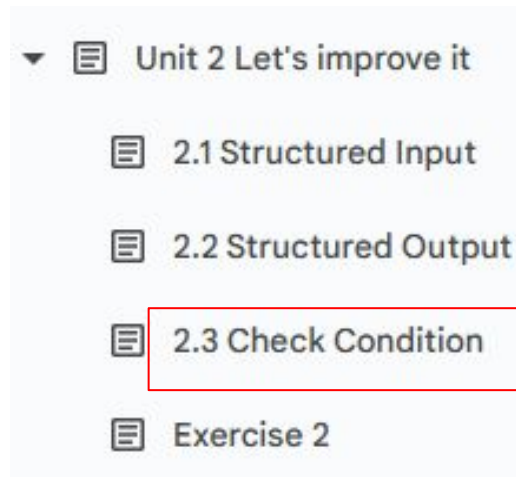 Unit 2 Let's improve it
2.1 Structured Input
2.2 Structured Output
2.3 Check Condition
Exercise 2